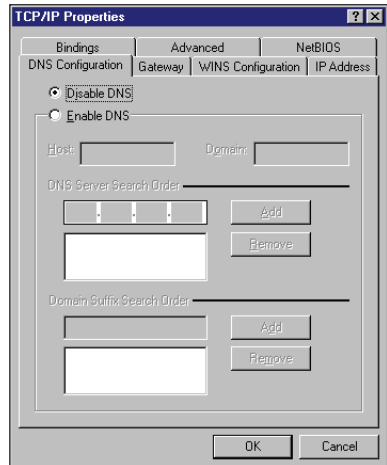 TCP/IP Properties
? X
Bindings Advanced NetBIOS
DNS Configuration Gateway WINS Configuration IP Address
Disable DNS
Enable DNS
Host: Domain:
DNS Server Search Order
. . . Add
Remove
Domain Suffix Search Order
Add
Remove
OK Cancel